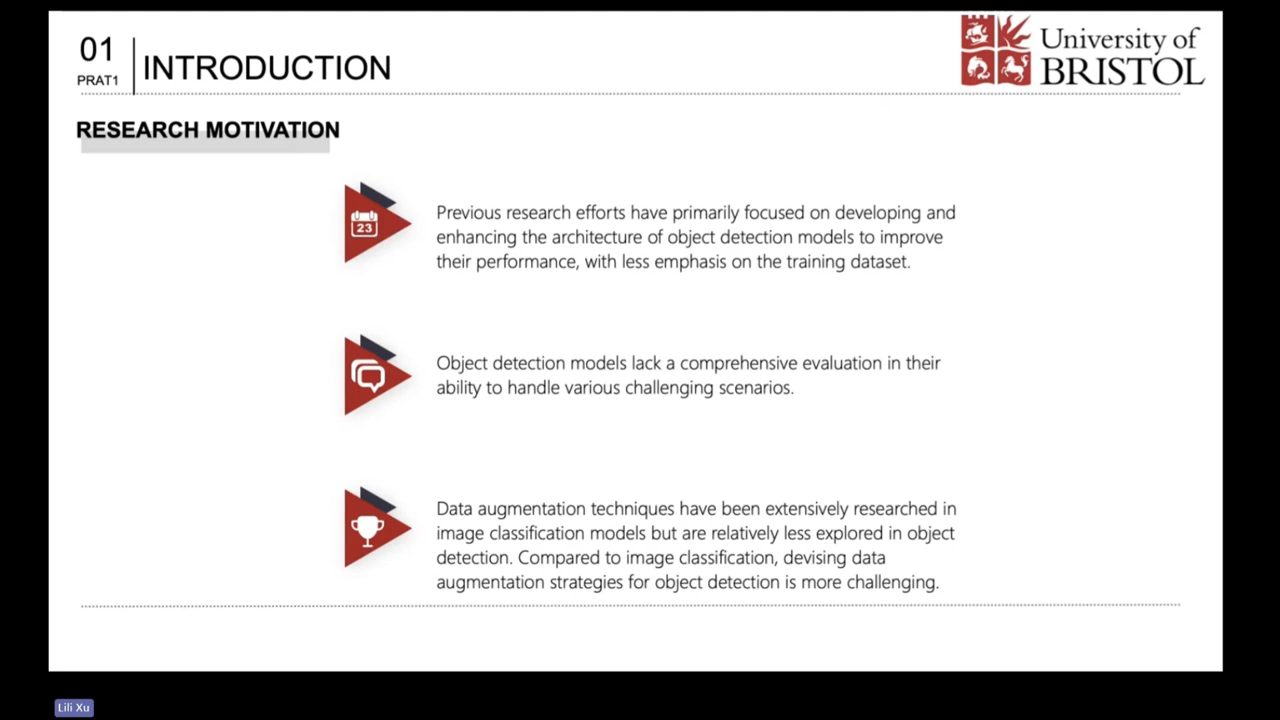 01
PRAT1
INTRODUCTION
University of
BRISTOL
RESEARCH MOTIVATION
23
Previous research efforts have primarily focused on developing and
enhancing the architecture of object detection models to improve
their performance, with less emphasis on the training dataset.
Object detection models lack a comprehensive evaluation in their
ability to handle various challenging scenarios.
Data augmentation techniques have been extensively researched in
image classification models but are relatively less explored in object
detection. Compared to image classification, devising data
augmentation strategies for object detection is more challenging.
Lili Xu